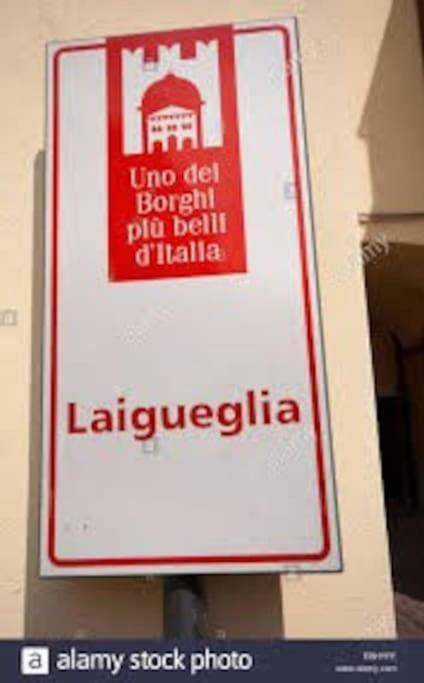 Uno dei
Borghi
più belli
d'Italia
Laigueglia
a alamy stock photo